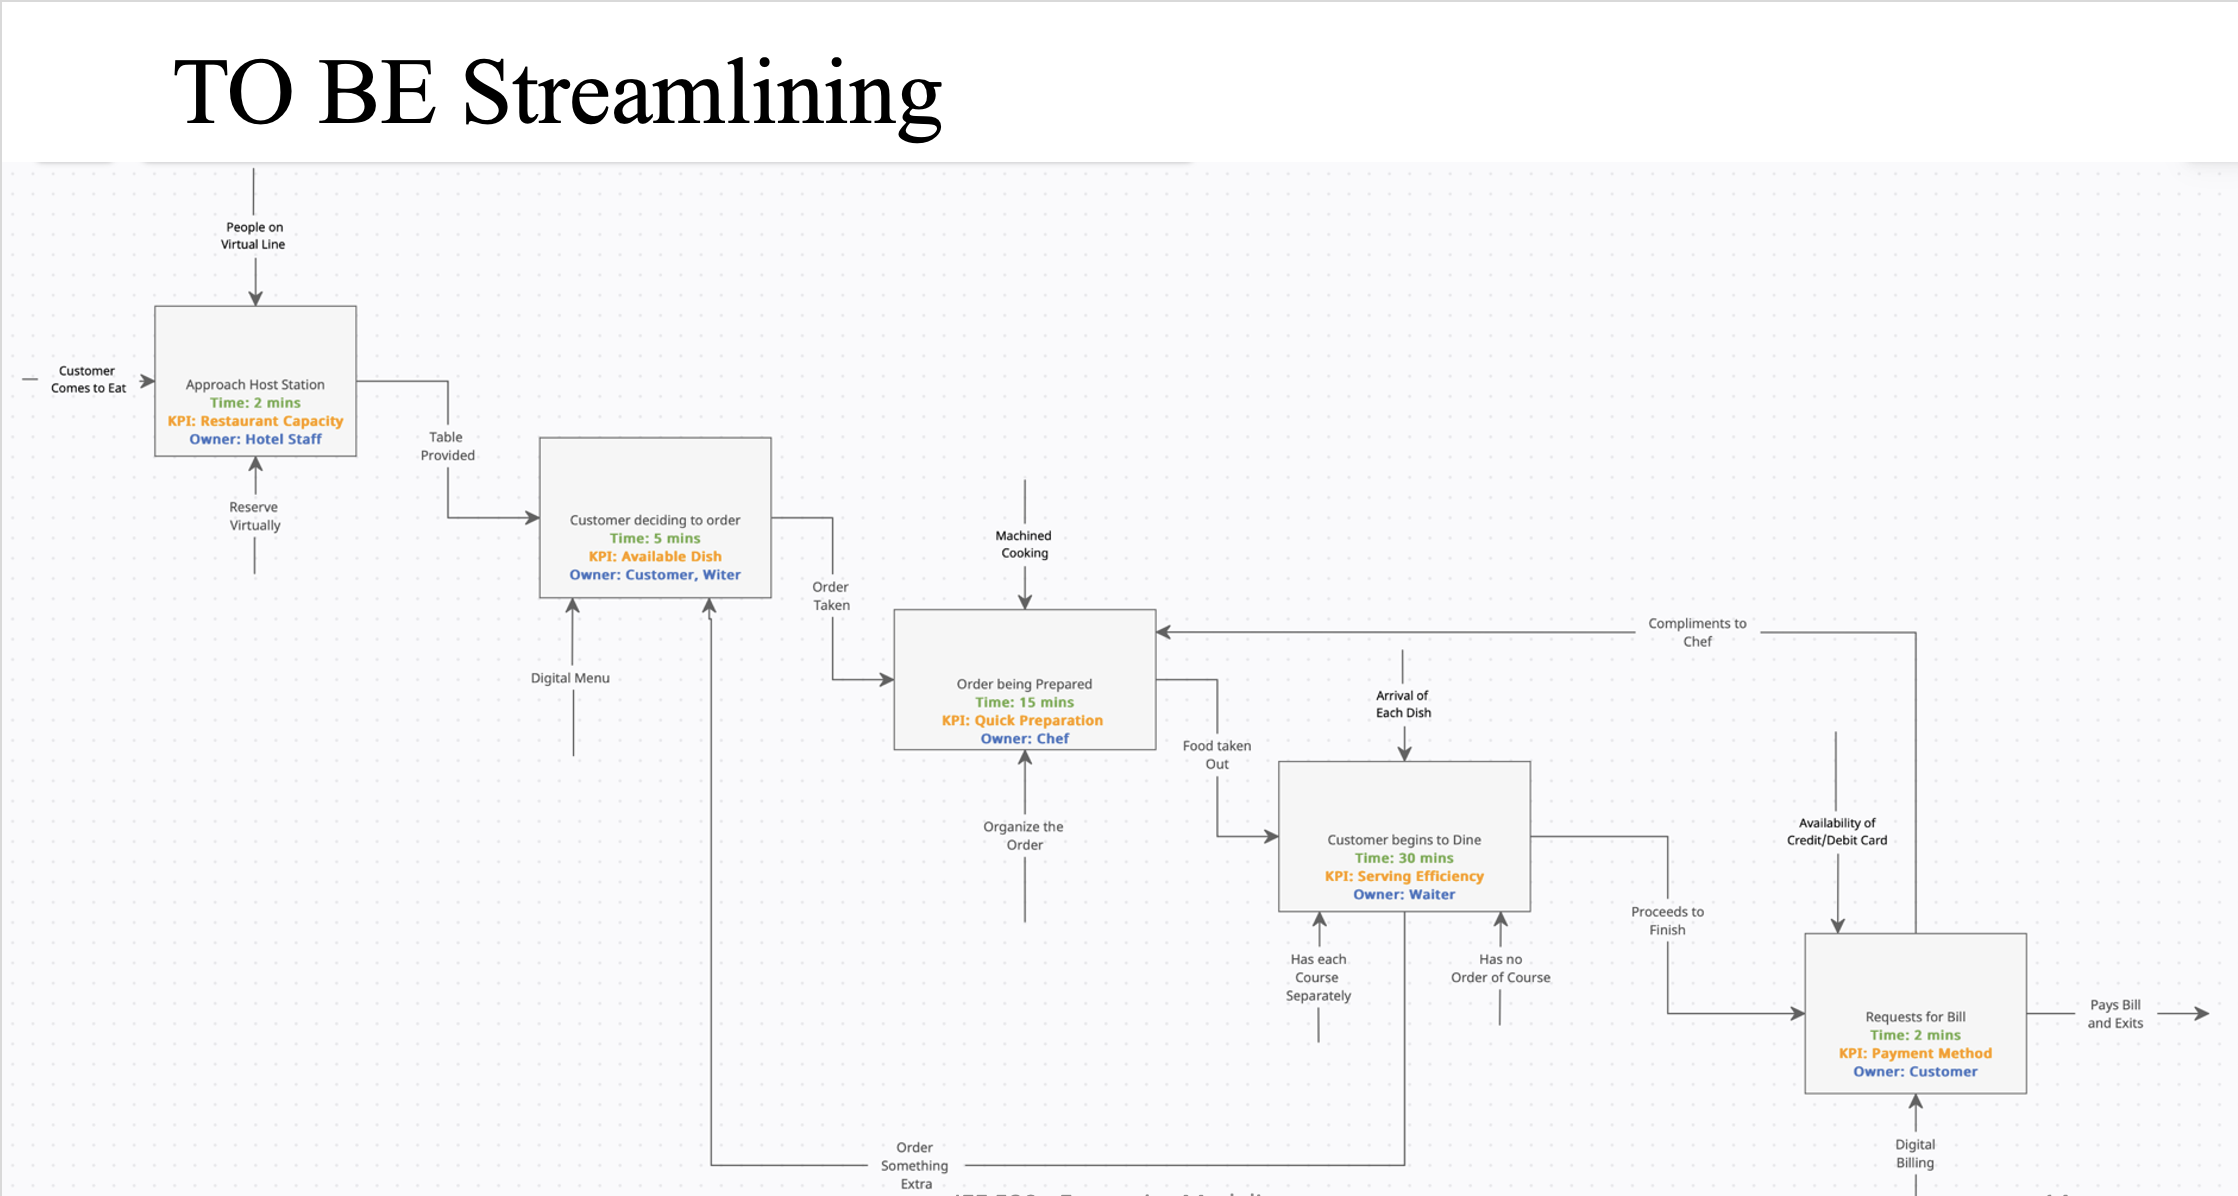 TO BE Streamlining
People on
Virtual Line
Customer
Comes to Eat
Approach Host Station
Time: 2 mins
KPI: Restaurant Capacity
Owner: Hotel Staff
Reserve
Virtually
Table
Provided
Customer deciding to order
Time: 5 mins
KPI: Available Dish
Owner: Customer, Witer
Digital Menu
Order
Taken
Machined
Cooking
Order being Prepared
Time: 15 mins
KPI: Quick Preparation
Owner: Chef
Organize the
Order
Compliments to
Chef
Food taken
Out
Arrival of
Each Dish
Customer begins to Dine
Time: 30 mins
KPI: Serving Efficiency
Owner: Waiter
Has each
Course
Separately
Has no
Order of Course
Proceeds to
Finish
Availability of
Credit/Debit Card
Requests for Bill
Time: 2 mins
KPI: Payment Method
Owner: Customer
Pays Bill
and Exits
Digital
Billing
Order
Something
Extra